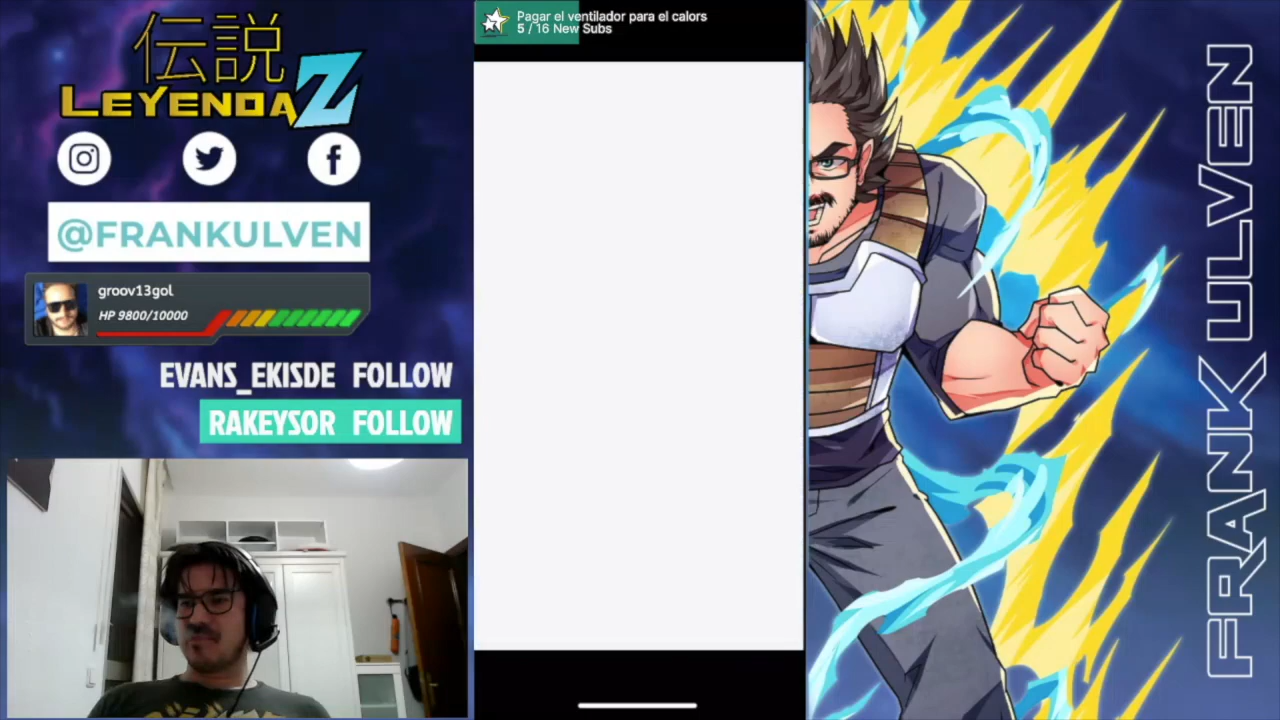 伝説
LEYENDA Z
@FRANKULVEN
groov13gol
HP 9800/10000
EVANS_EKISDE FOLLOW
RAKEYSOR FOLLOW
Pagar el ventilador para el calors
5 / 16 New Subs
FRANK ULVEN